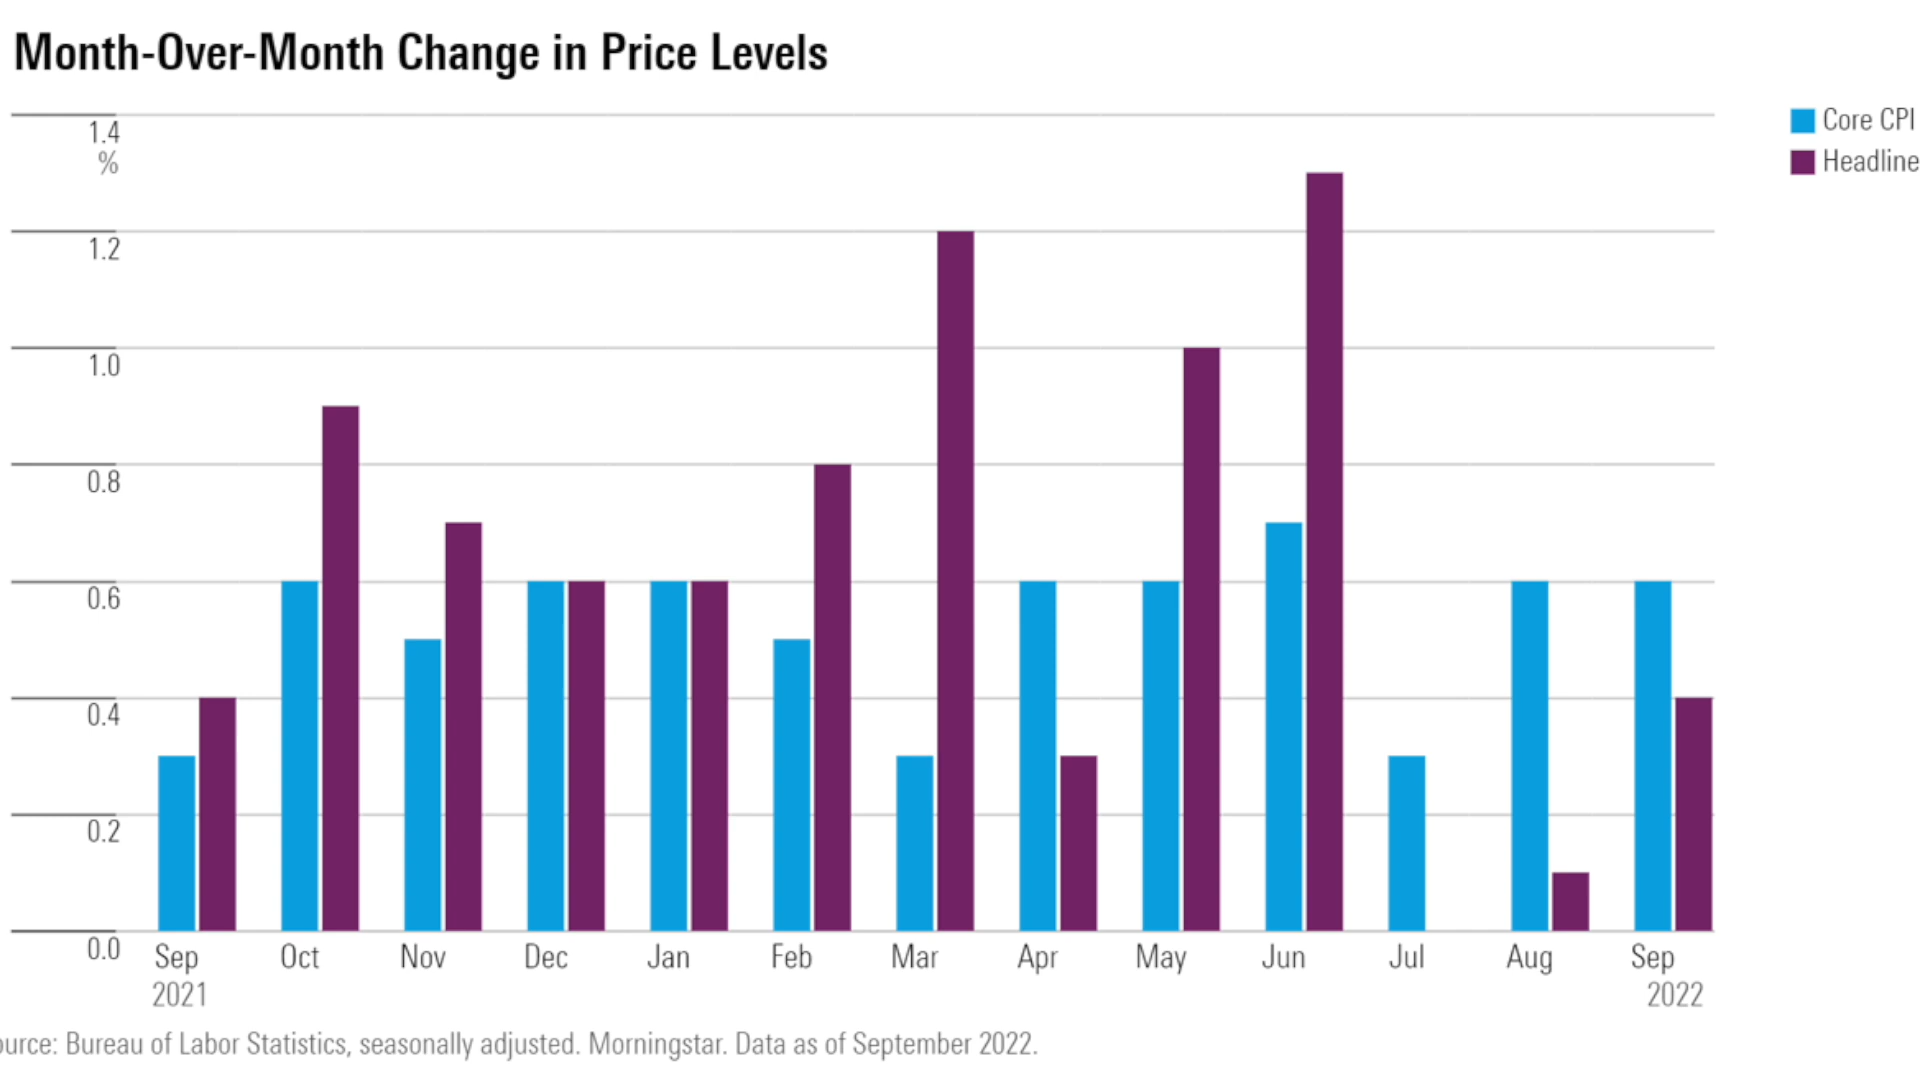 Month-Over-Month Change in Price Levels
Core CPI
Headline
1.4
%
1.2
1.0
0.8
0.6
0.4
0.2
0.0
Sep Oct Nov Dec Jan Feb Mar Apr May Jun Jul Aug Sep
2021 2022
ource: Bureau of Labor Statistics, seasonally adjusted. Morningstar. Data as of September 2022.